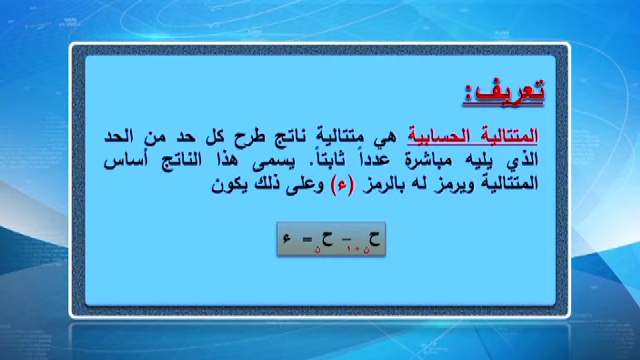 تعريف:
المتتالية الحسابية هي متتالية ناتج طرح كل حد من الحد
الذي يليه مباشرة عدداً ثابتاً. يسمى هذا الناتج أساس
المتتالية ويرمز له بالرمز (ء) وعلى ذلك يكون
ح ن + ١ – ح ن = ء